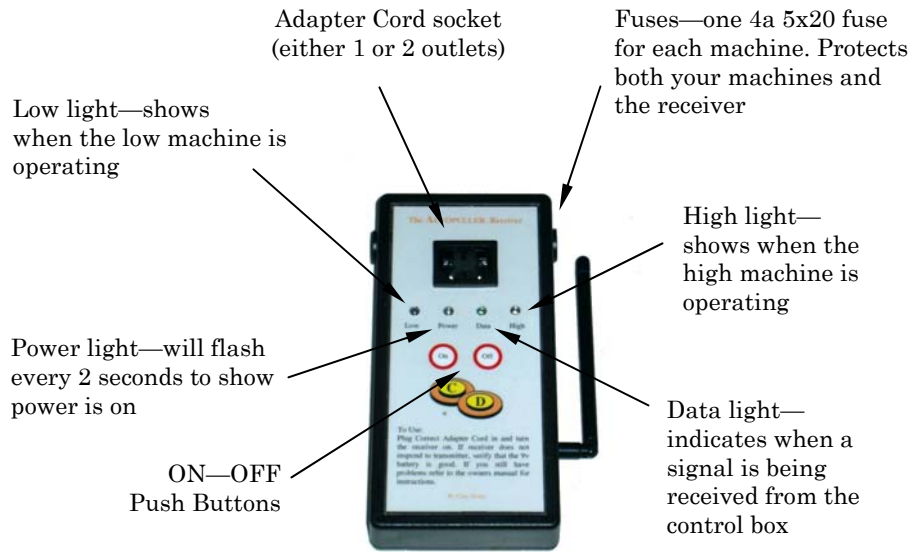 Adapter Cord socket
(either 1 or 2 outlets)
Fuses—one 4a 5x20 fuse
for each machine. Protects
both your machines and
the receiver
Low light—shows
when the low machine is
operating
High light—
shows when the
high machine is
operating
Power light—will flash
every 2 seconds to show
power is on
Data light—
indicates when a
signal is being
received from the
control box
ON—OFF
Push Buttons
Receiver
Low Power Data High
On Off
C
D
To Use:
Plug Correct Adapter Cord in and turn
the receiver on. If receiver does not
respond to transmitter, verify that the 9v
battery is good. If you still have
problems refer to the owners manual for
instructions.